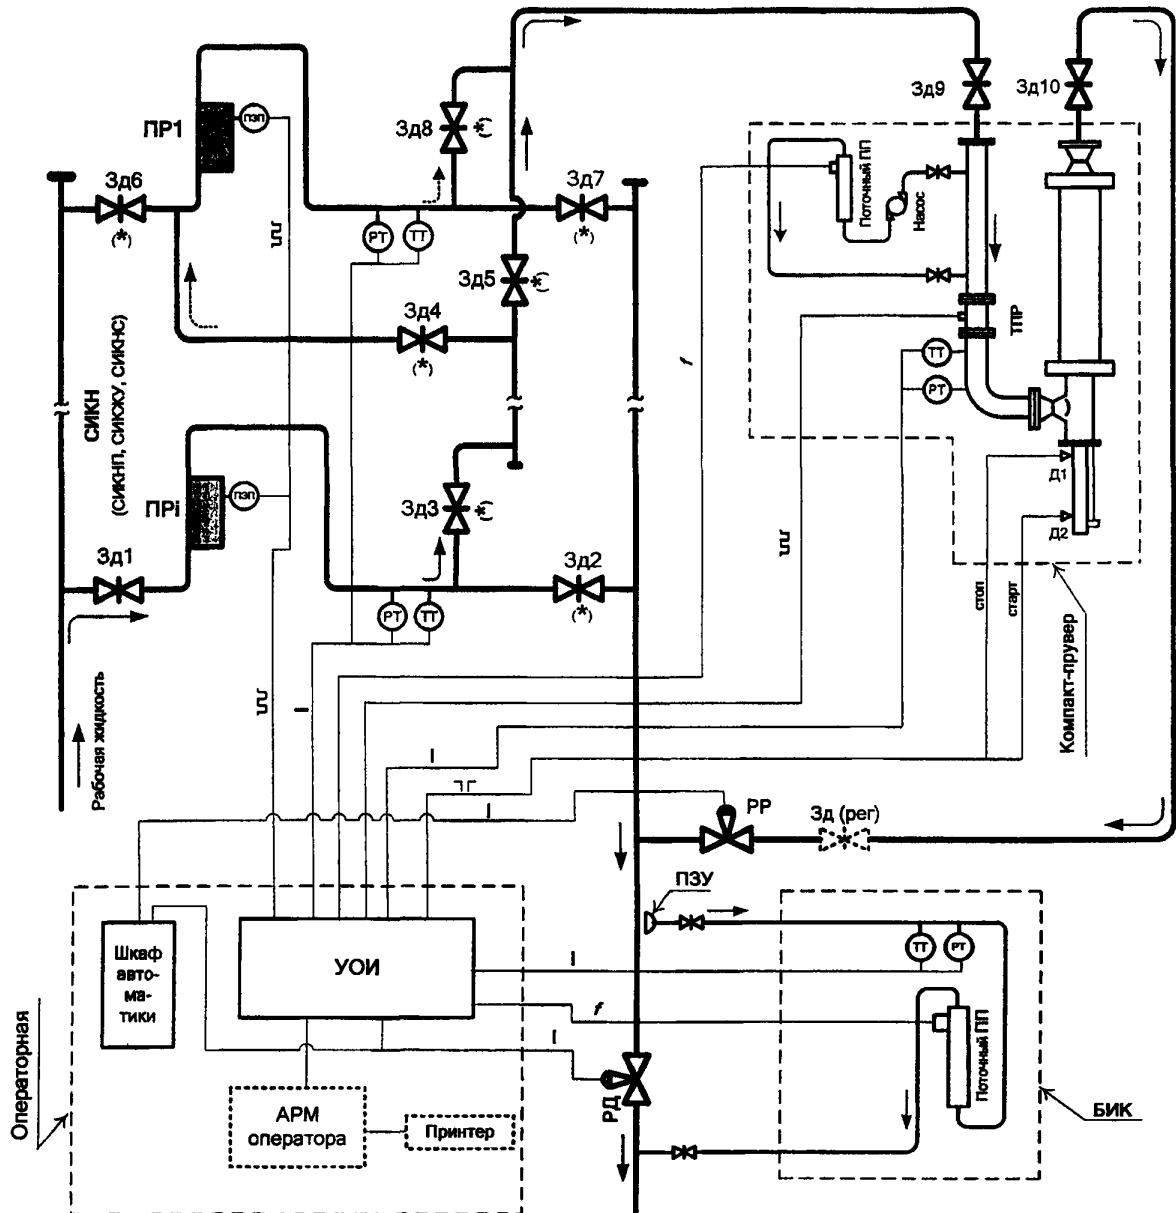 Зд9
Зд10
ПР1
ПЭП
Зд8
(*)
Зд6
(*)
Зд7
(*)
РТ
ТТ
Поточный ПП
Насос
Зд5
(*)
Зд4
(*)
ТПР
ТТ
РТ
f
СИКН
(СИКНП, СИКЖУ, СИКНС)
ПРi
ПЭП
Зд3
(*)
Д1
Д2
Зд1
Зд2
(*)
РТ
ТТ
стоп
старт
Компакт-прувер
Рабочая жидкость
I
I
I
РР
Зд (рег)
*
ПЗУ
ТТ
РТ
Шкаф
авто-
ма-
тики
УОИ
I
f
I
Поточный ПП
РД
БИК
Операторная
АРМ
оператора
Принтер